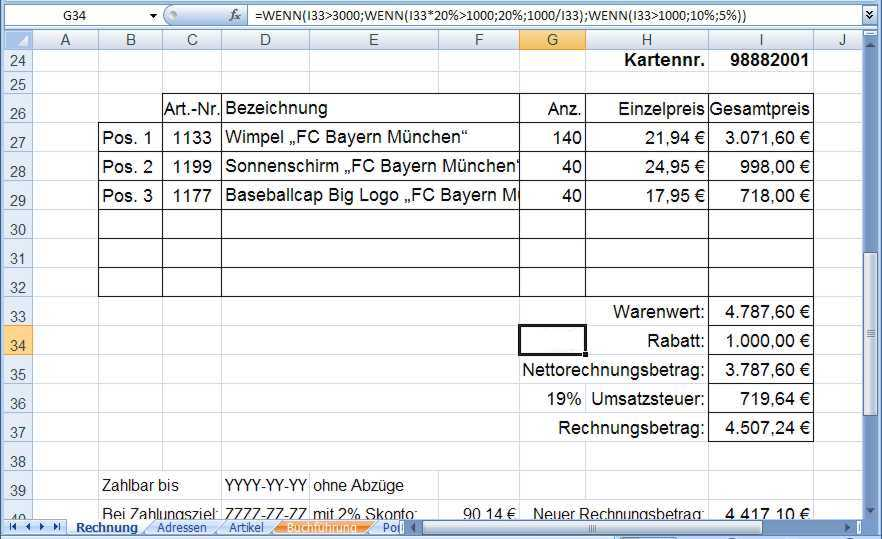 G34 fx =WENN(I33>3000;WENN(I33*20%>1000;20%;1000/I33);WENN(I33>1000;10%;5%))
A B C D E F G H I J
24 Kartennr. 98882001
25
26 Art.-Nr. Bezeichnung Anz. Einzelpreis Gesamtpreis
27 Pos. 1 1133 Wimpel „FC Bayern München“ 140 21,94 € 3.071,60 €
28 Pos. 2 1199 Sonnenschirm „FC Bayern München“ 40 24,95 € 998,00 €
29 Pos. 3 1177 Baseballcap Big Logo „FC Bayern Mü 40 17,95 € 718,00 €
30
31
32
33 Warenwert: 4.787,60 €
34 Rabatt: 1.000,00 €
35 Nettorechnungsbetrag: 3.787,60 €
36 19% Umsatzsteuer: 719,64 €
37 Rechnungsbetrag: 4.507,24 €
38
39 Zahlbar bis YYYY-YY-YY ohne Abzüge
40 Bei Zahlungsziel: ZZZZ-ZZ-ZZ mit 2% Skonto: 90,14 € Neuer Rechnungsbetrag: 4.417,10 €
Rechnung Adressen Artikel Buchführung Po